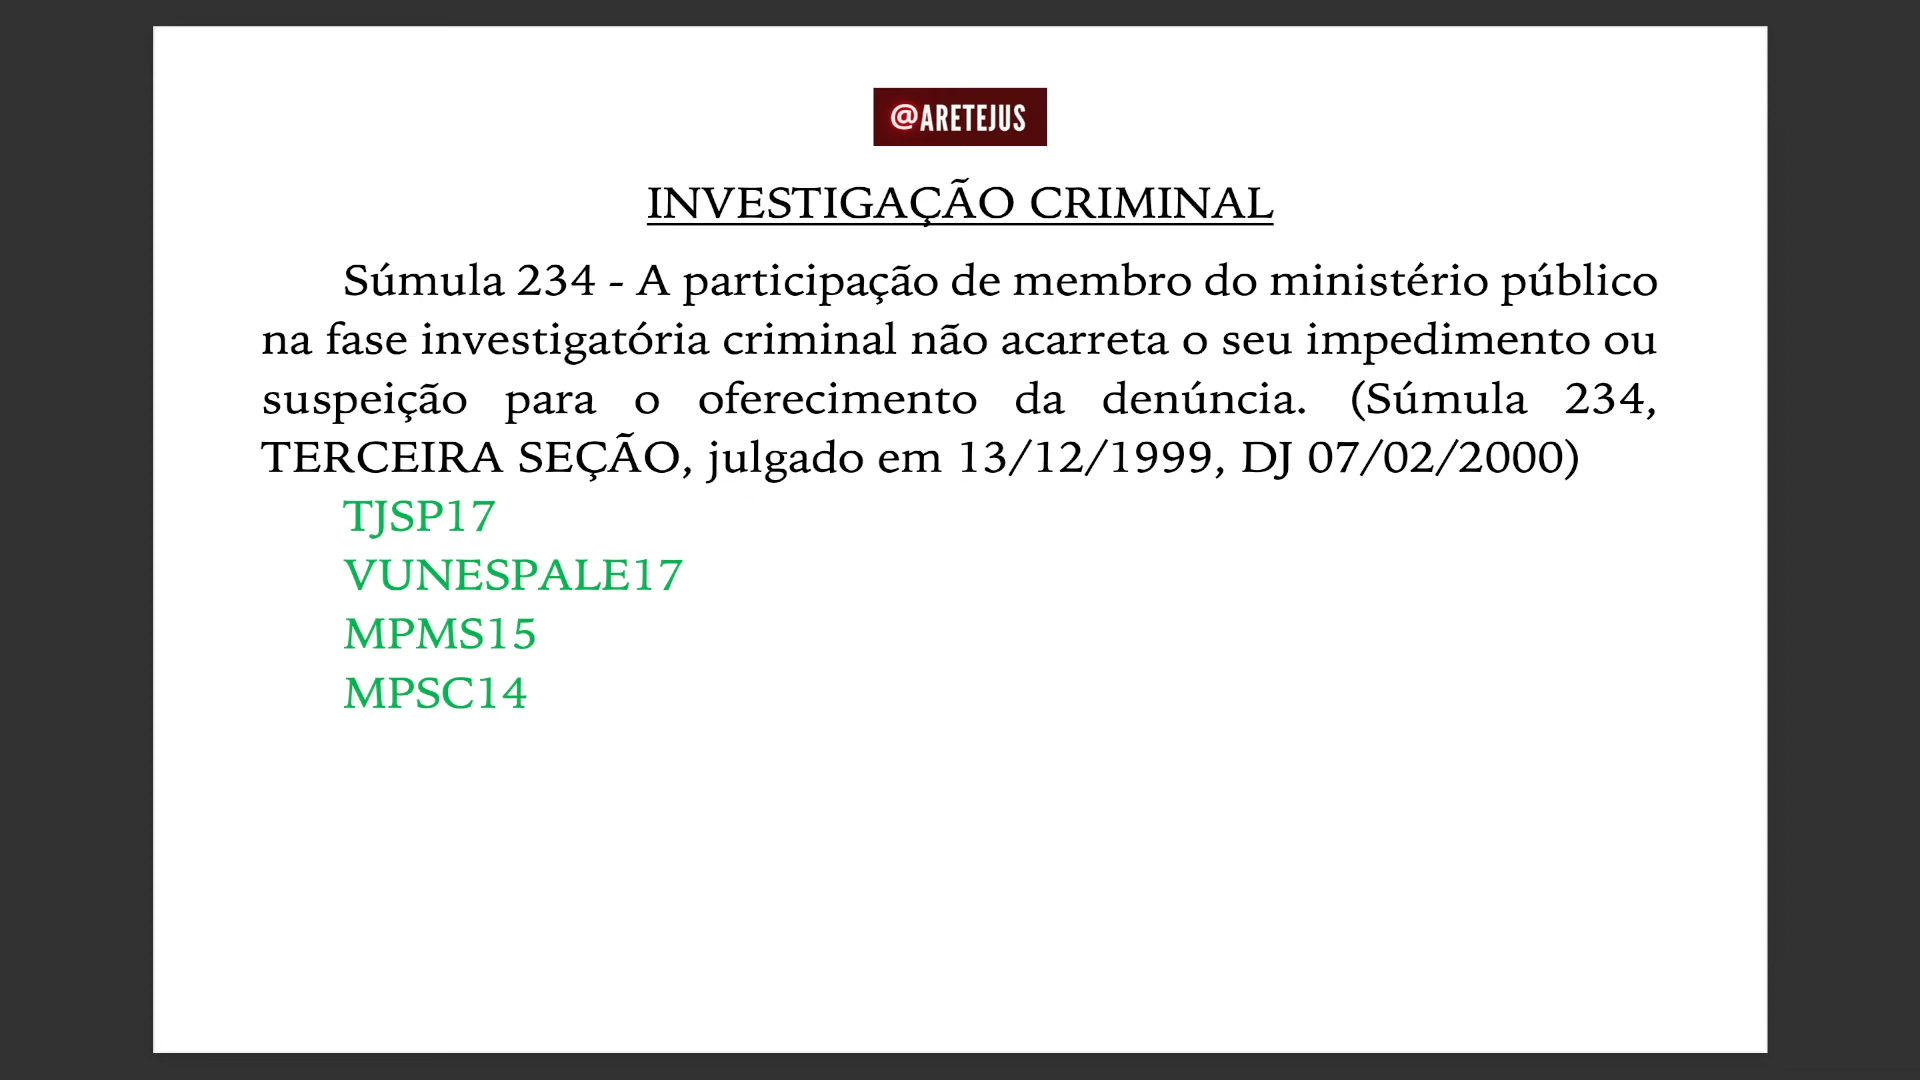 @ARETEJUS
INVESTIGAÇÃO CRIMINAL
Súmula 234 - A participação de membro do ministério público
na fase investigatória criminal não acarreta o seu impedimento ou
suspeição para o oferecimento da denúncia. (Súmula 234,
TERCEIRA SEÇÃO, julgado em 13/12/1999, DJ 07/02/2000)
TJSP17
VUNESPALE17
MPMS15
MPSC14